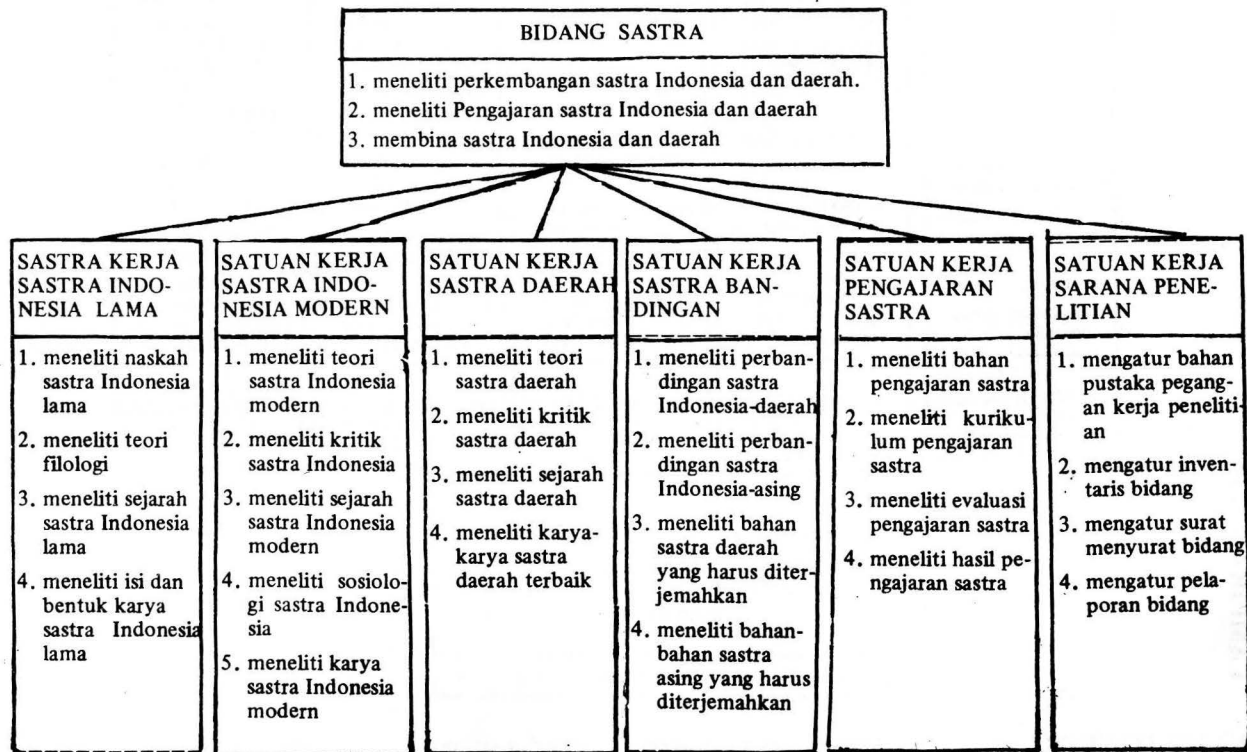 BIDANG SASTRA
1. meneliti perkembangan sastra Indonesia dan daerah.
2. meneliti Pengajaran sastra Indonesia dan daerah
3. membina sastra Indonesia dan daerah
SASTRA KERJA
SASTRA INDO-
NESIA LAMA
1. meneliti naskah
sastra Indonesia
lama
2. meneliti teori
filologi
3. meneliti sejarah
sastra Indonesia
lama
4. meneliti isi dan
bentuk karya
sastra Indonesia
lama
SATUAN KERJA
SASTRA INDO-
NESIA MODERN
1. meneliti teori
sastra Indonesia
modern
2. meneliti kritik
sastra Indonesia
3. meneliti sejarah
sastra Indonesia
modern
4. meneliti sosiolo-
gi sastra Indone-
sia
5. meneliti karya
sastra Indonesia
modern
SATUAN KERJA
SASTRA DAERAH
1. meneliti teori
sastra daerah
2. meneliti kritik
sastra daerah
3. meneliti sejarah
sastra daerah
4. meneliti karya-
karya sastra
daerah terbaik
SATUAN KERJA
SASTRA BAN-
DINGAN
1. meneliti perban-
dingan sastra
Indonesia-daerah
2. meneliti perban-
dingan sastra
Indonesia-asing
3. meneliti bahan
sastra daerah
yang harus diter-
jemahkan
4. meneliti bahan-
bahan sastra
asing yang harus
diterjemahkan
SATUAN KERJA
PENGAJARAN
SASTRA
1. meneliti bahan
pengajaran sastra
2. meneliti kuriku-
lum pengajaran
sastra
3. meneliti evaluasi
pengajaran sastra
4. meneliti hasil pe-
ngajaran sastra
SATUAN KERJA
SARANA PENE-
LITIAN
1. mengatur bahan
pustaka pegang-
an kerja peneliti-
an
2. mengatur inven-
taris bidang
3. mengatur surat
menyurat bidang
4. mengatur pela-
poran bidang